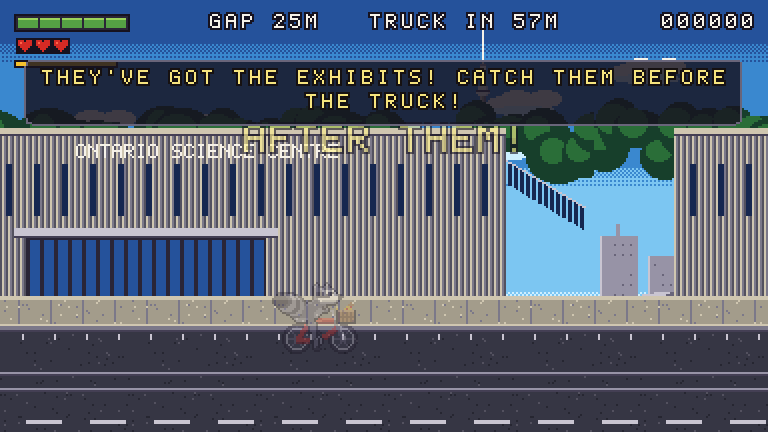 GAP 25M TRUCK IN 57M 000000
THEY'VE GOT THE EXHIBITS! CATCH THEM BEFORE
THE TRUCK!
AFTER THEM!
ONTARIO SCIENCE CENTRE